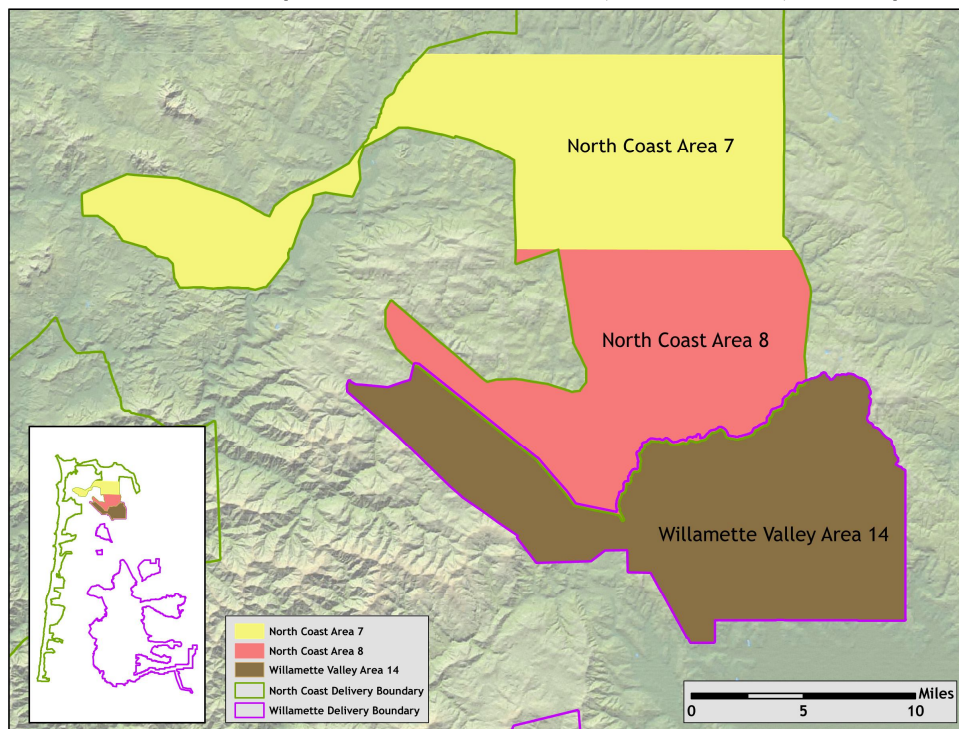 North Coast Area 7
North Coast Area 8
Willamette Valley Area 14
North Coast Area 7
North Coast Area 8
Willamette Valley Area 14
North Coast Delivery Boundary
Willamette Delivery Boundary
Miles
0 5 10